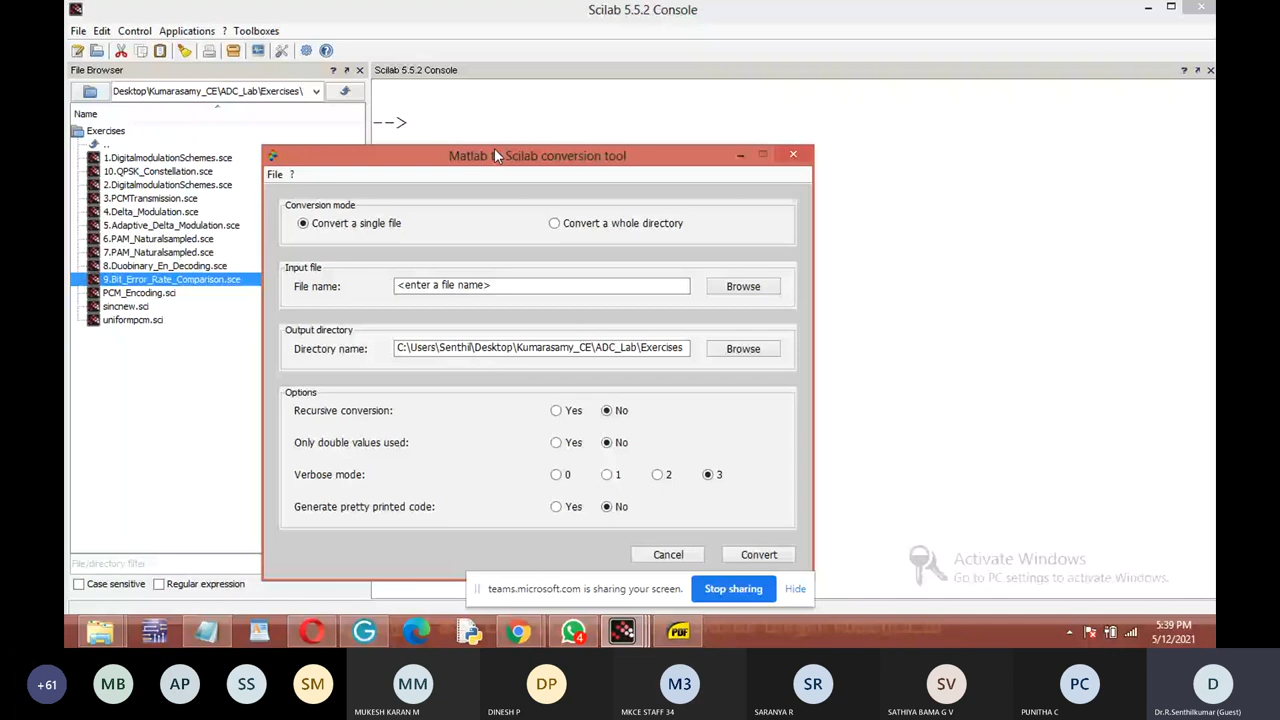 Scilab 5.5.2 Console
File Edit Control Applications ? Toolboxes
File Browser ? Scilab 5.5.2 Console ?
Desktop\Kumarasamy_CE\ADC_Lab\Exercises\
Name
-->
Exercises
..
1.DigitalmodulationSchemes.sce
10.QPSK_Constellation.sce
2.DigitalmodulationSchemes.sce
3.PCMTransmission.sce
4.Delta_Modulation.sce
5.Adaptive_Delta_Modulation.sce
6.PAM_Naturalsampled.sce
7.PAM_Naturalsampled.sce
8.Duobinary_En_Decoding.sce
9.Bit_Error_Rate_Comparison.sce
PCM_Encoding.sci
sincnew.sci
uniformpcm.sci
File/directory filter
Case sensitive Regular expression
Matlab Scilab conversion tool
File ?
Conversion mode
Convert a single file Convert a whole directory
Input file
File name: <enter a file name> Browse
Output directory
Directory name: C:\Users\Senthil\Desktop\Kumarasamy_CE\ADC_Lab\Exercises Browse
Options
Recursive conversion: Yes No
Only double values used: Yes No
Verbose mode: 0 1 2 3
Generate pretty printed code: Yes No
Cancel Convert
Activate Windows
Go to PC settings to activate Windows.
teams.microsoft.com is sharing your screen. Stop sharing Hide
4 PDF
5:39 PM
5/12/2021
+61 MB AP SS SM MM DP M3 SR SV PC D
MUKESH KARAN M DINESH P MKCE STAFF 34 SARANYA R SATHIYA BAMA G V PUNITHA C Dr.R.Senthilkumar (Guest)